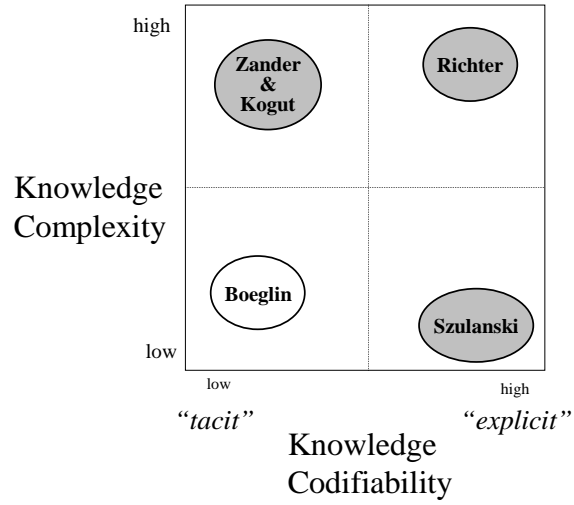 high
Zander
&
Kogut
Richter
Knowledge
Complexity
Boeglin
Szulanski
low
low
high
“tacit”
“explicit”
Knowledge
Codifiability